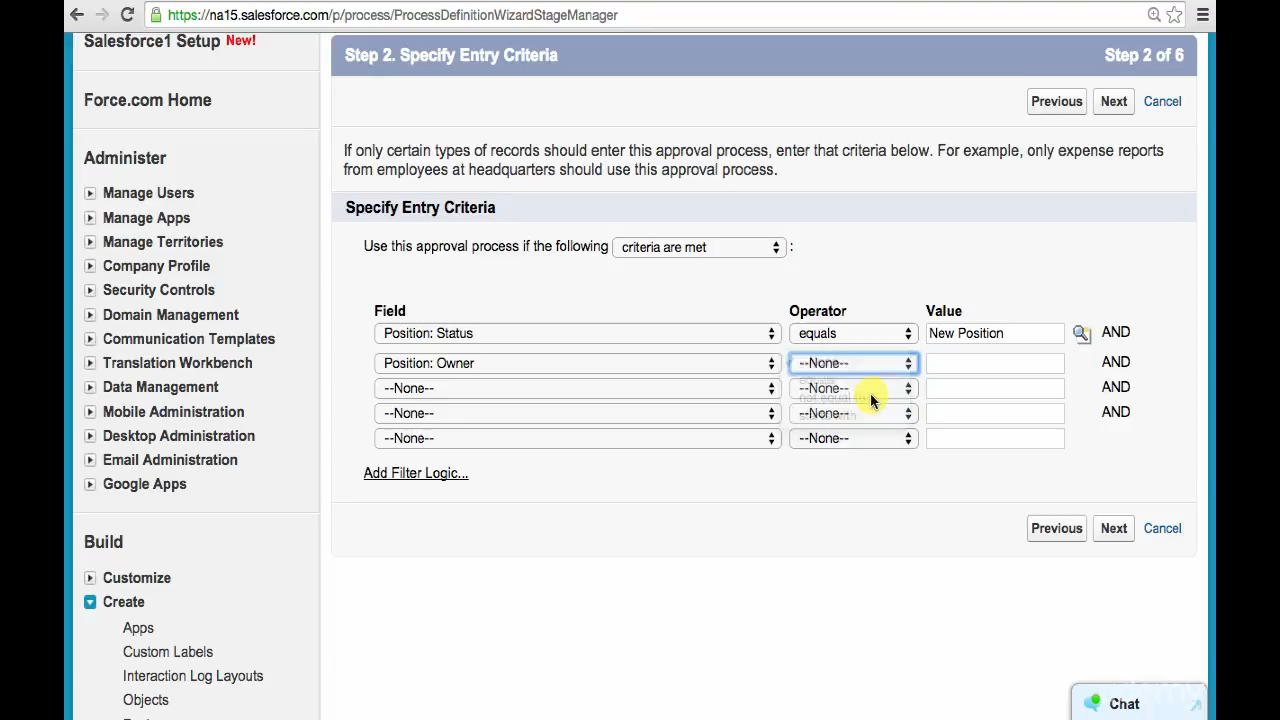 https://na15.salesforce.com/p/process/ProcessDefinitionWizardStageManager
Salesforce1 Setup New!
Force.com Home
Administer
Manage Users
Manage Apps
Manage Territories
Company Profile
Security Controls
Domain Management
Communication Templates
Translation Workbench
Data Management
Mobile Administration
Desktop Administration
Email Administration
Google Apps
Build
Customize
Create
Apps
Custom Labels
Interaction Log Layouts
Objects
Step 2. Specify Entry Criteria Step 2 of 6
Previous Next Cancel
If only certain types of records should enter this approval process, enter that criteria below. For example, only expense reports
from employees at headquarters should use this approval process.
Specify Entry Criteria
Use this approval process if the following criteria are met :
Field Operator Value
Position: Status equals New Position AND
Position: Owner --None-- AND
--None-- --None-- AND
not equal to
--None-- --None-- AND
--None-- --None--
Add Filter Logic...
Previous Next Cancel
Chat